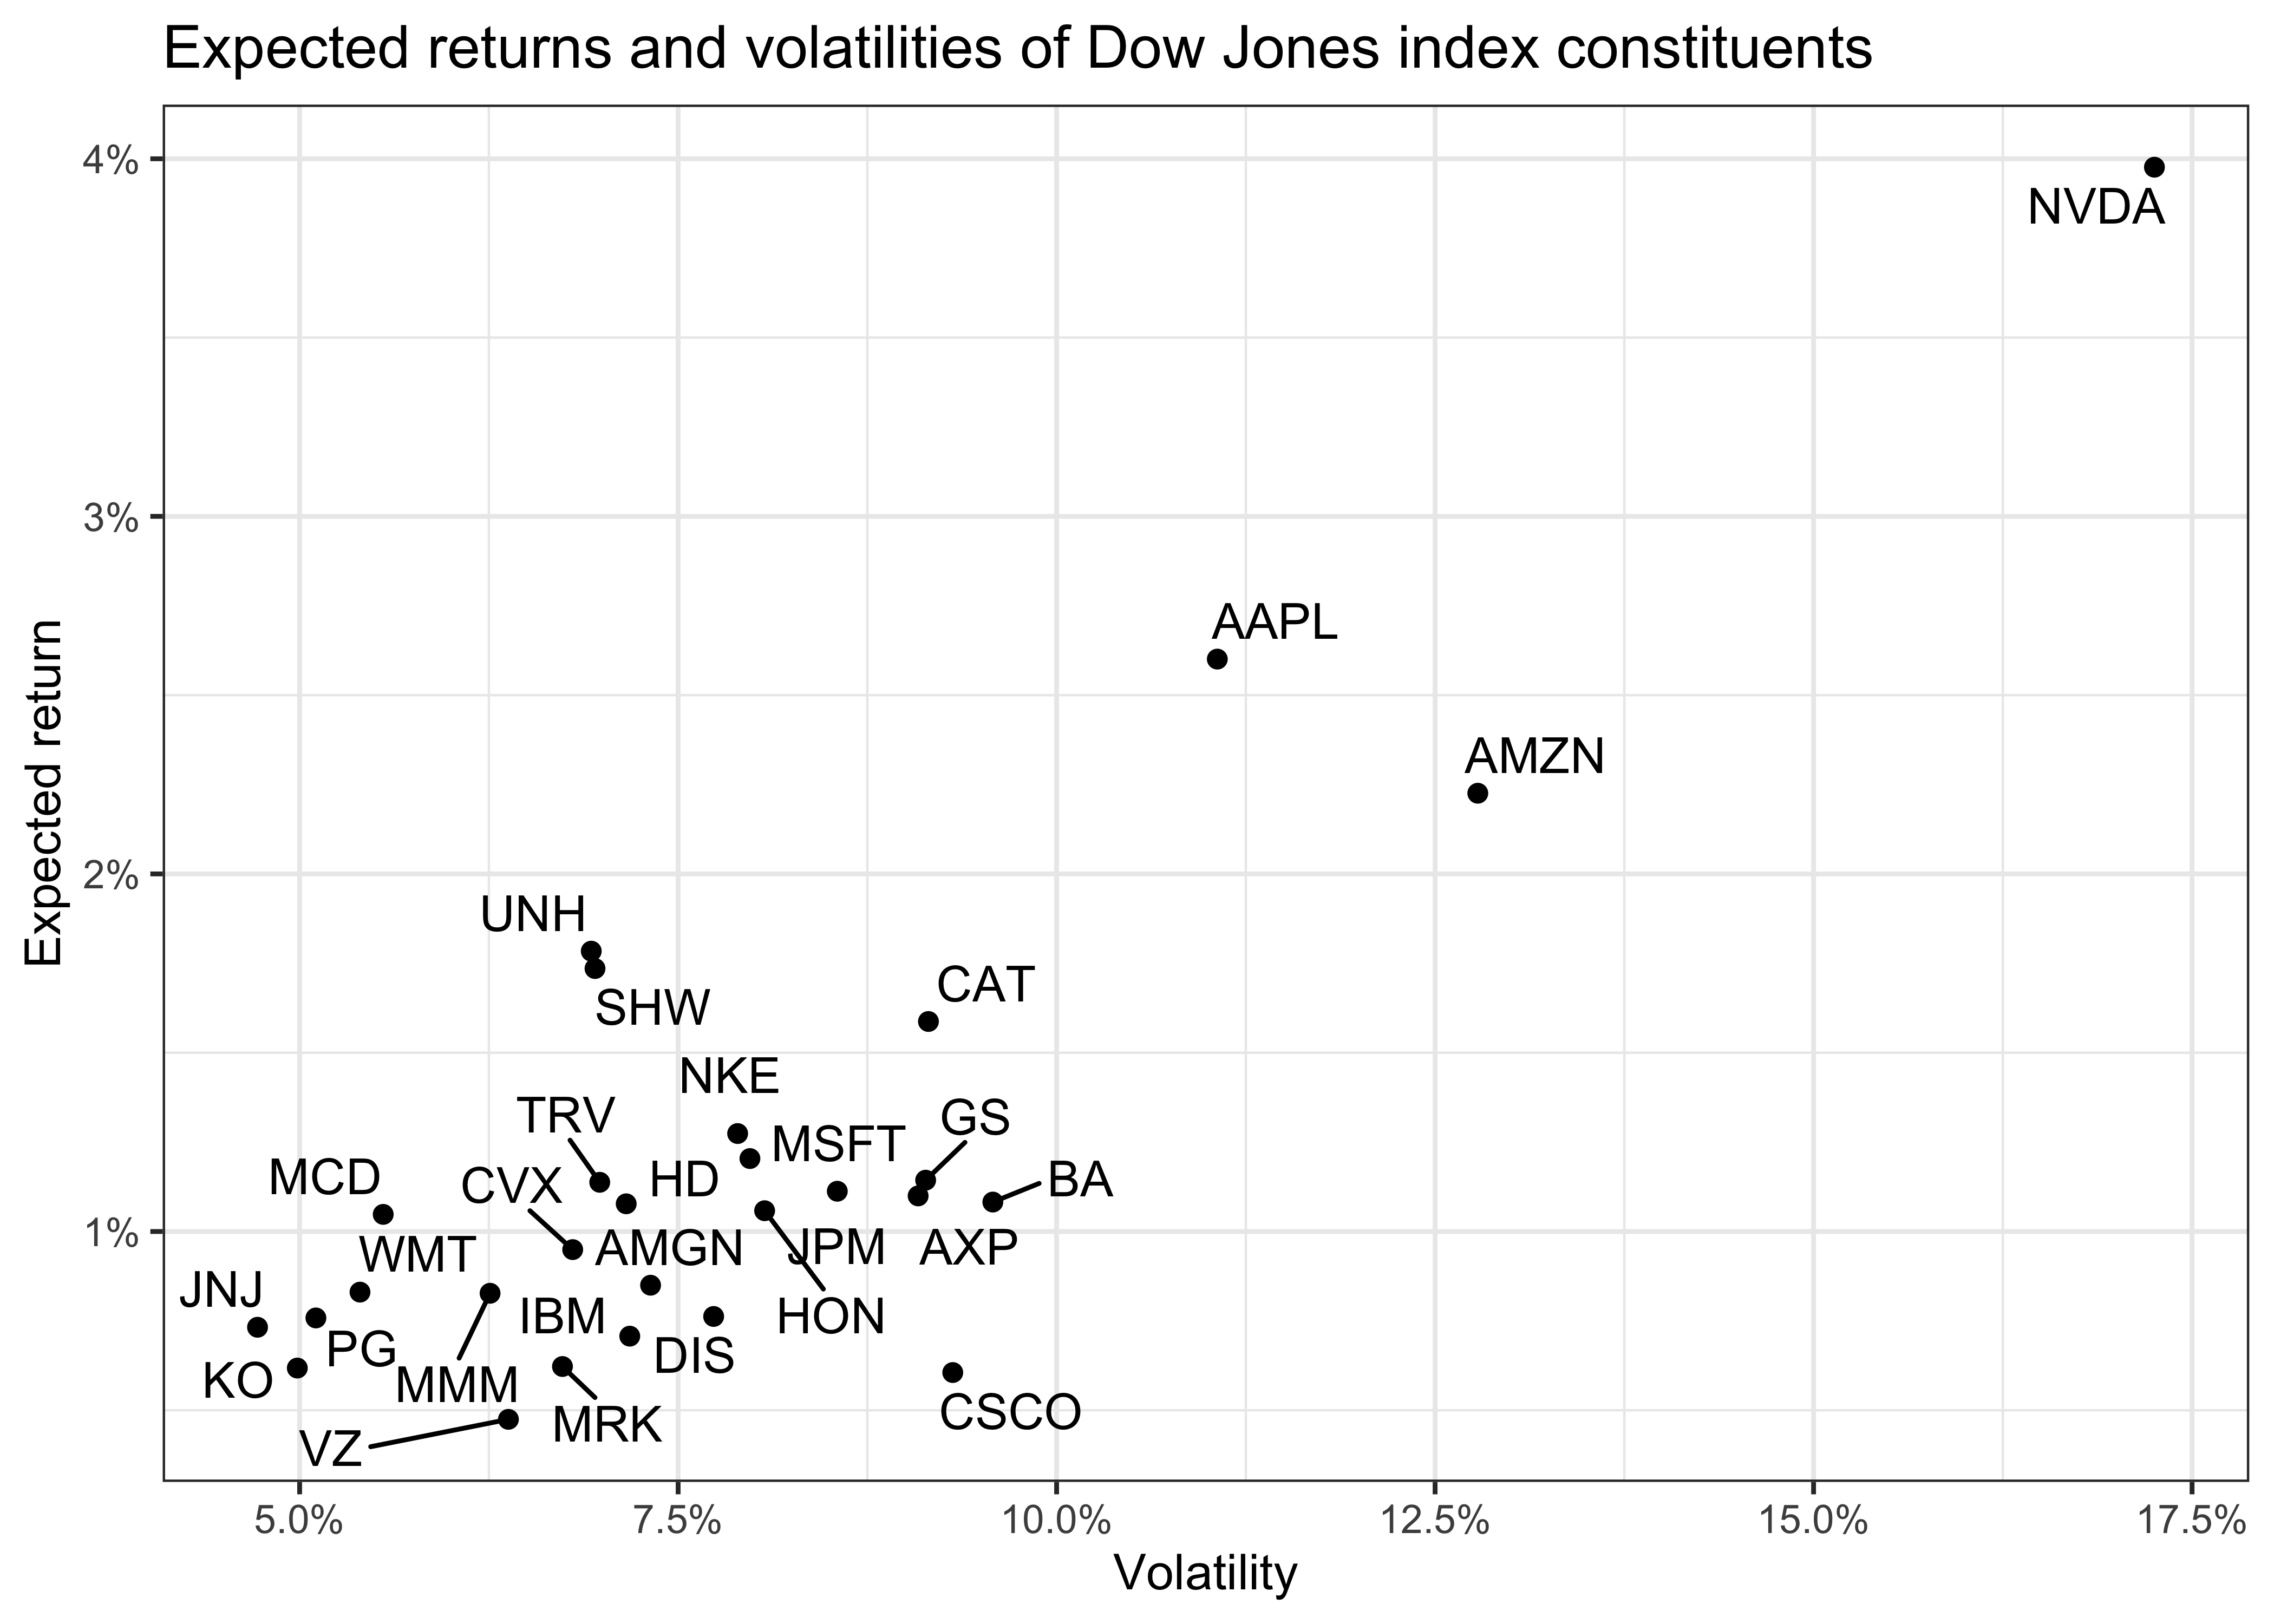 Expected returns and volatilities of Dow Jones index constituents
4%
NVDA
3%
AAPL
AMZN
Expected return
2%
UNH
CAT
SHW
NKE
TRV
GS
MSFT
MCD
CVX
HD
BA
1%
WMT
AMGN
JPM
AXP
JNJ
IBM
HON
PG
DIS
KO
MMM
CSCO
MRK
VZ
5.0%
7.5%
10.0%
12.5%
15.0%
17.5%
Volatility